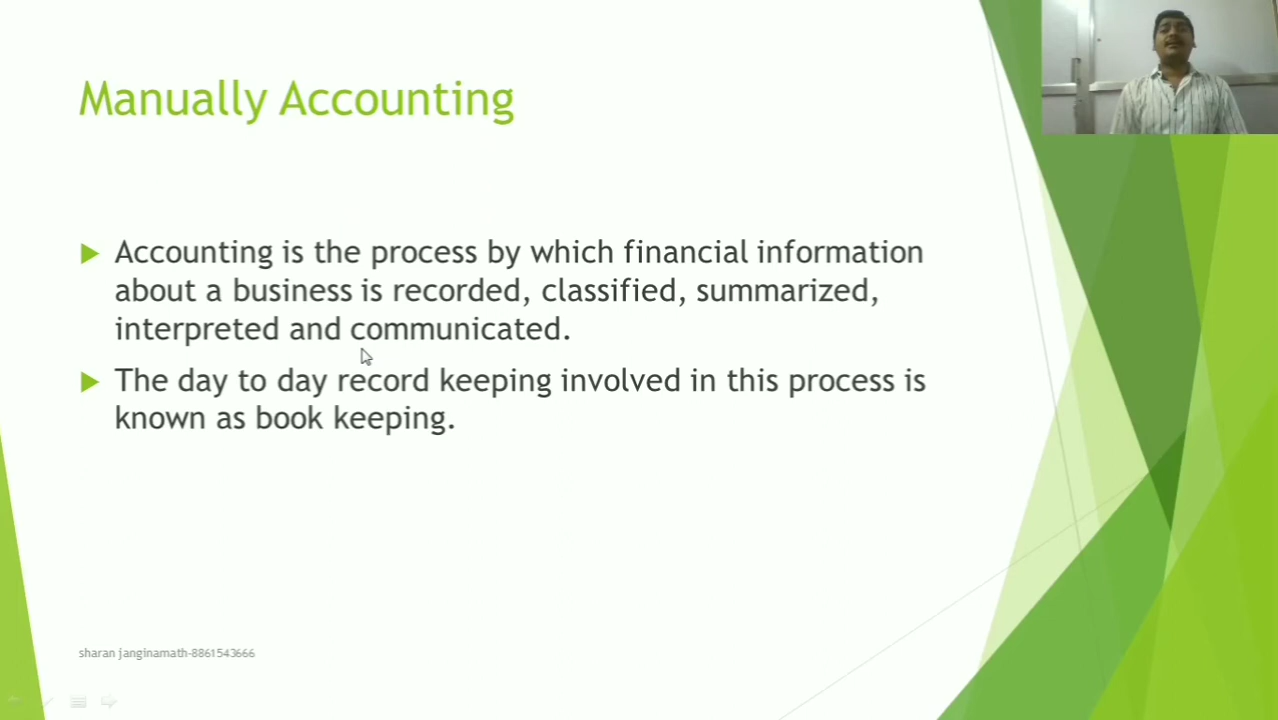 Manually Accounting
Accounting is the process by which financial information
about a business is recorded, classified, summarized,
interpreted and communicated.
The day to day record keeping involved in this process is
known as book keeping.
sharan janginamath-8861543666